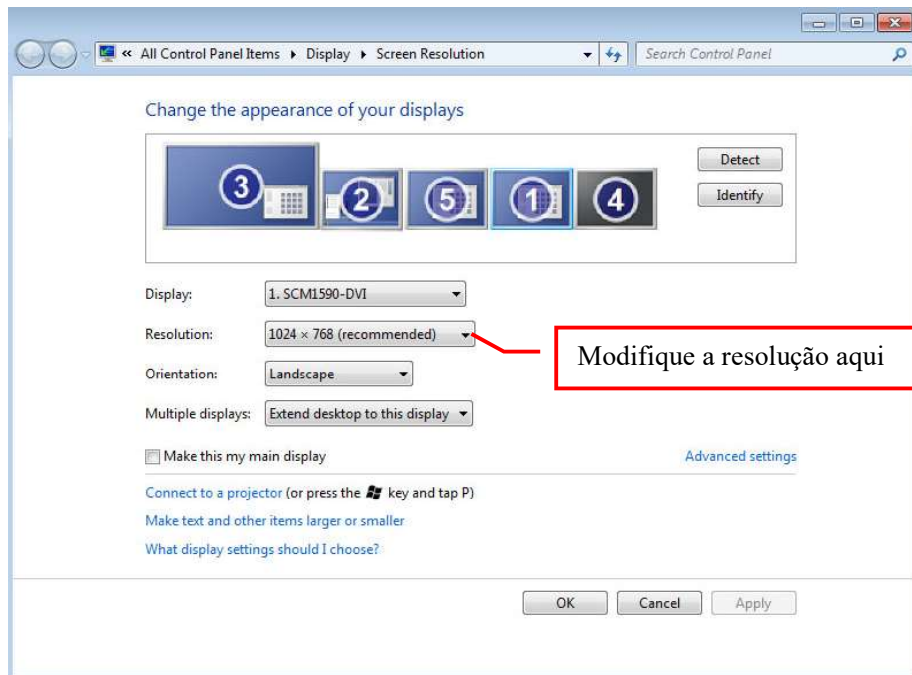 « All Control Panel Items ▸ Display ▸ Screen Resolution
Search Control Panel
Change the appearance of your displays
3 2 5 1 4
Detect
Identify
Display: 1. SCM1590-DVI
Resolution: 1024 × 768 (recommended)
Modifique a resolução aqui
Orientation: Landscape
Multiple displays: Extend desktop to this display
Make this my main display
Advanced settings
Connect to a projector (or press the key and tap P)
Make text and other items larger or smaller
What display settings should I choose?
OK Cancel Apply